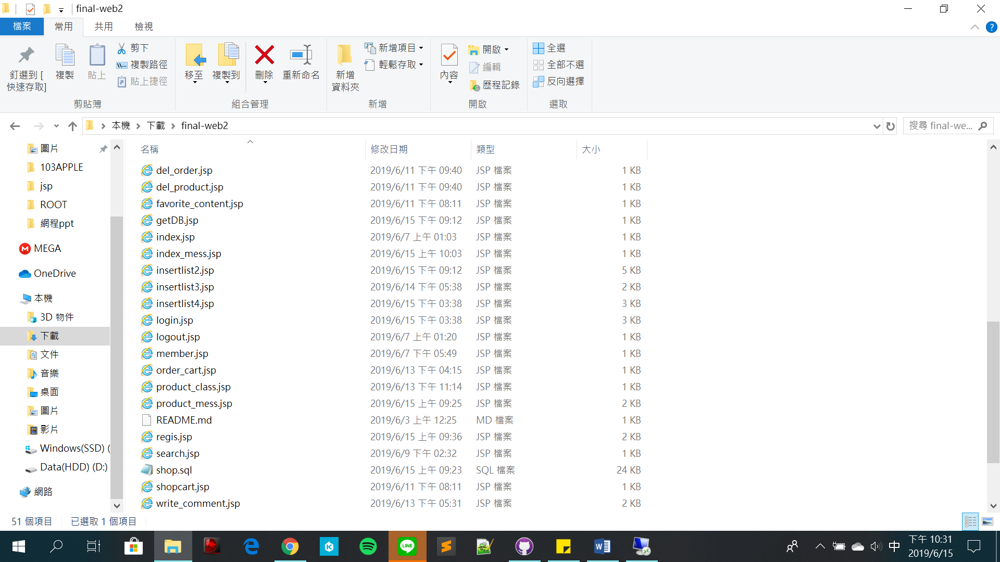 final-web2
檔案
常用
共用
檢視
釘選到 [
快速存取]
複製
貼上
剪下
複製路徑
貼上捷徑
剪貼簿
移至
複製到
刪除
重新命名
組合管理
新增
資料夾
新增項目
輕鬆存取
新增
內容
開啟
編輯
歷程記錄
開啟
全選
全部不選
反向選擇
選取
本機 下載 final-web2
搜尋 final-we...
圖片
103APPLE
jsp
ROOT
網程ppt
MEGA
OneDrive
本機
3D 物件
下載
文件
音樂
桌面
圖片
影片
Windows(SSD) (
Data(HDD) (D:)
網路
名稱 修改日期 類型 大小
del_order.jsp 2019/6/11 下午 09:40 JSP 檔案 1 KB
del_product.jsp 2019/6/11 下午 09:40 JSP 檔案 1 KB
favorite_content.jsp 2019/6/11 下午 08:11 JSP 檔案 1 KB
getDB.jsp 2019/6/15 下午 09:12 JSP 檔案 1 KB
index.jsp 2019/6/7 上午 01:03 JSP 檔案 1 KB
index_mess.jsp 2019/6/15 上午 10:03 JSP 檔案 1 KB
insertlist2.jsp 2019/6/15 下午 09:12 JSP 檔案 5 KB
insertlist3.jsp 2019/6/14 下午 05:38 JSP 檔案 2 KB
insertlist4.jsp 2019/6/15 下午 03:38 JSP 檔案 3 KB
login.jsp 2019/6/15 下午 03:38 JSP 檔案 3 KB
logout.jsp 2019/6/7 上午 01:20 JSP 檔案 1 KB
member.jsp 2019/6/7 下午 05:49 JSP 檔案 1 KB
order_cart.jsp 2019/6/13 下午 04:15 JSP 檔案 1 KB
product_class.jsp 2019/6/13 下午 11:14 JSP 檔案 1 KB
product_mess.jsp 2019/6/15 上午 09:25 JSP 檔案 2 KB
README.md 2019/6/3 上午 12:25 MD 檔案 1 KB
regis.jsp 2019/6/15 上午 09:36 JSP 檔案 2 KB
search.jsp 2019/6/9 下午 02:32 JSP 檔案 1 KB
shop.sql 2019/6/15 上午 09:23 SQL 檔案 24 KB
shopcart.jsp 2019/6/11 下午 08:11 JSP 檔案 1 KB
write_comment.jsp 2019/6/13 下午 05:31 JSP 檔案 2 KB
51 個項目 已選取 1 個項目
LINE
中
下午 10:31
2019/6/15